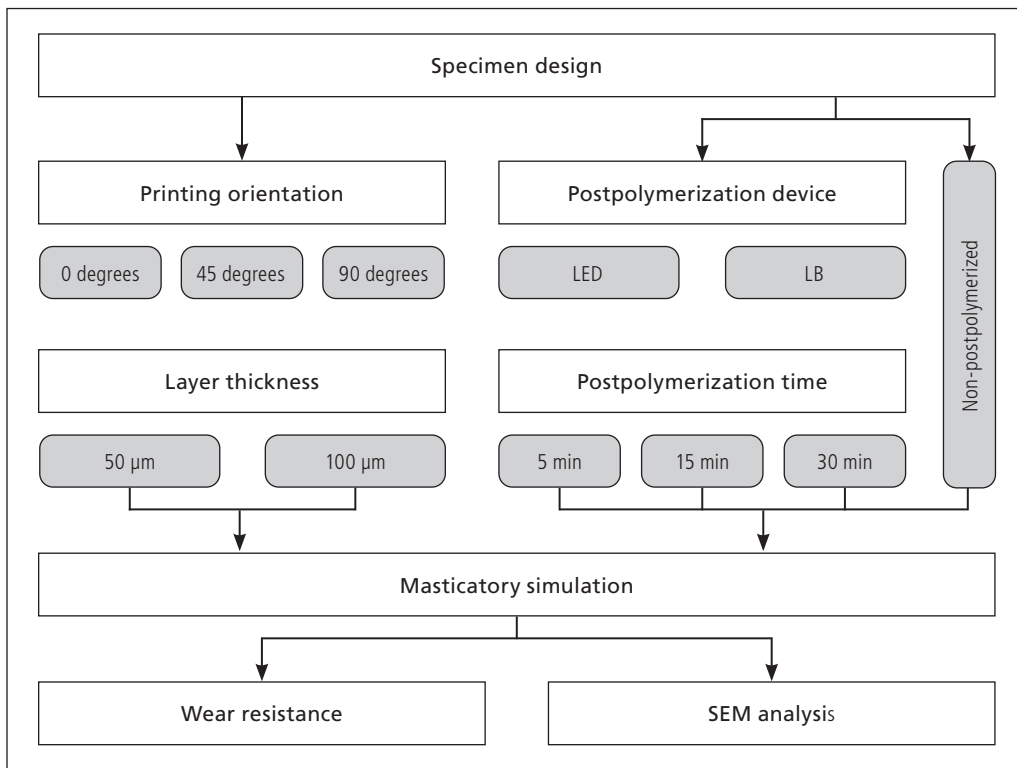 Specimen design
Printing orientation
Postpolymerization device
0 degrees
45 degrees
90 degrees
LED
LB
Non-postpolymerized
Layer thickness
Postpolymerization time
50 µm
100 µm
5 min
15 min
30 min
Masticatory simulation
Wear resistance
SEM analysis